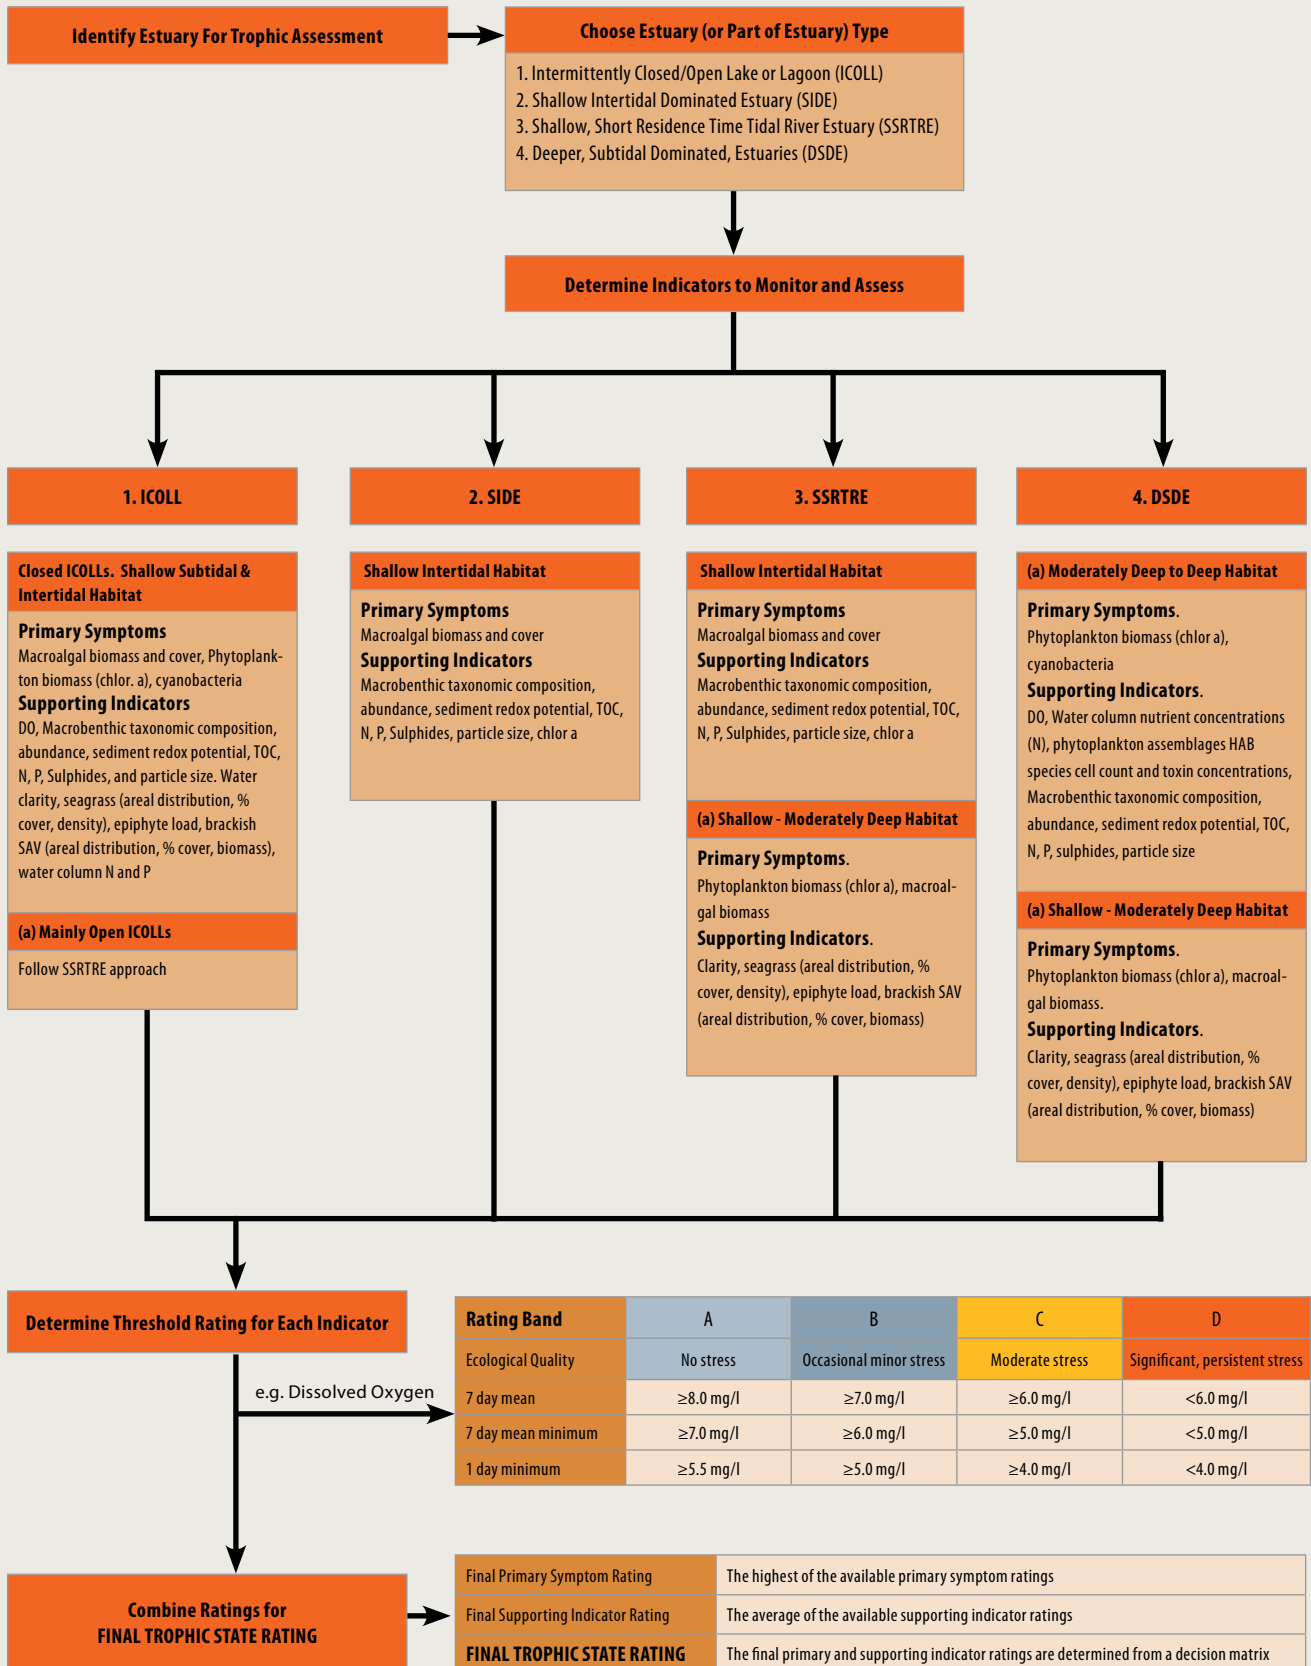 Identify Estuary For Trophic Assessment
Choose Estuary (or Part of Estuary) Type
1. Intermittently Closed/Open Lake or Lagoon (ICOLL)
2. Shallow Intertidal Dominated Estuary (SIDE)
3. Shallow, Short Residence Time Tidal River Estuary (SSRTRE)
4. Deeper, Subtidal Dominated, Estuaries (DSDE)
Determine Indicators to Monitor and Assess
1. ICOLL
Closed ICOLLs. Shallow Subtidal &
Intertidal Habitat
Primary Symptoms
Macroalgal biomass and cover, Phytoplank-
ton biomass (chlor. a), cyanobacteria
Supporting Indicators
DO, Macrobenthic taxonomic composition,
abundance, sediment redox potential, TOC,
N, P, Sulphides, and particle size. Water
clarity, seagrass (areal distribution, %
cover, density), epiphyte load, brackish
SAV (areal distribution, % cover, biomass),
water column N and P
(a) Mainly Open ICOLLs
Follow SSRTRE approach
2. SIDE
Shallow Intertidal Habitat
Primary Symptoms
Macroalgal biomass and cover
Supporting Indicators
Macrobenthic taxonomic composition,
abundance, sediment redox potential, TOC,
N, P, Sulphides, particle size, chlor a
3. SSRTRE
Shallow Intertidal Habitat
Primary Symptoms
Macroalgal biomass and cover
Supporting Indicators
Macrobenthic taxonomic composition,
abundance, sediment redox potential, TOC,
N, P, Sulphides, particle size, chlor a
(a) Shallow - Moderately Deep Habitat
Primary Symptoms.
Phytoplankton biomass (chlor a), macroal-
gal biomass
Supporting Indicators.
Clarity, seagrass (areal distribution, %
cover, density), epiphyte load, brackish SAV
(areal distribution, % cover, biomass)
4. DSDE
(a) Moderately Deep to Deep Habitat
Primary Symptoms.
Phytoplankton biomass (chlor a),
cyanobacteria
Supporting Indicators.
DO, Water column nutrient concentrations
(N), phytoplankton assemblages HAB
species cell count and toxin concentrations,
Macrobenthic taxonomic composition,
abundance, sediment redox potential, TOC,
N, P, sulphides, particle size
(a) Shallow - Moderately Deep Habitat
Primary Symptoms.
Phytoplankton biomass (chlor a), macroal-
gal biomass.
Supporting Indicators.
Clarity, seagrass (areal distribution, %
cover, density), epiphyte load, brackish SAV
(areal distribution, % cover, biomass)
Determine Threshold Rating for Each Indicator
e.g. Dissolved Oxygen
Rating Band A B C D
Ecological Quality No stress Occasional minor stress Moderate stress Significant, persistent stress
7 day mean ≥8.0 mg/l ≥7.0 mg/l ≥6.0 mg/l <6.0 mg/l
7 day mean minimum ≥7.0 mg/l ≥6.0 mg/l ≥5.0 mg/l <5.0 mg/l
1 day minimum ≥5.5 mg/l ≥5.0 mg/l ≥4.0 mg/l <4.0 mg/l
Combine Ratings for
FINAL TROPHIC STATE RATING
Final Primary Symptom Rating The highest of the available primary symptom ratings
Final Supporting Indicator Rating The average of the available supporting indicator ratings
FINAL TROPHIC STATE RATING The final primary and supporting indicator ratings are determined from a decision matrix